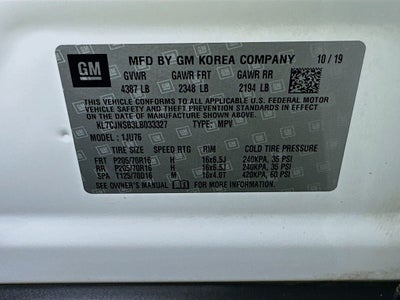 GM
MFD BY GM KOREA COMPANY 10 / 19
GVWR GAWR FRT GAWR RR
4387 LB 2348 LB 2194 LB
THIS VEHICLE CONFORMS TO ALL APPLICABLE U.S. FEDERAL MOTOR
VEHICLE SAFETY, BUMPER, AND THEFT PREVENTION STANDARDS IN
EFFECT ON THE DATE OF MANUFACTURE SHOWN ABOVE.
KL7CJNSB3LB033327 TYPE: MPV
MODEL: 1JU76
TIRE SIZE SPEED RTG RIM COLD TIRE PRESSURE
FRT P205/70R16 H 16x6.5J 240KPA, 35 PSI
RR P205/70R16 H 16x6.5J 240KPA, 35 PSI
SPA T125/70D16 M 16x4.0T 420KPA, 60 PSI
SEE OWNER'S MANUAL FOR MORE INFORMATION.